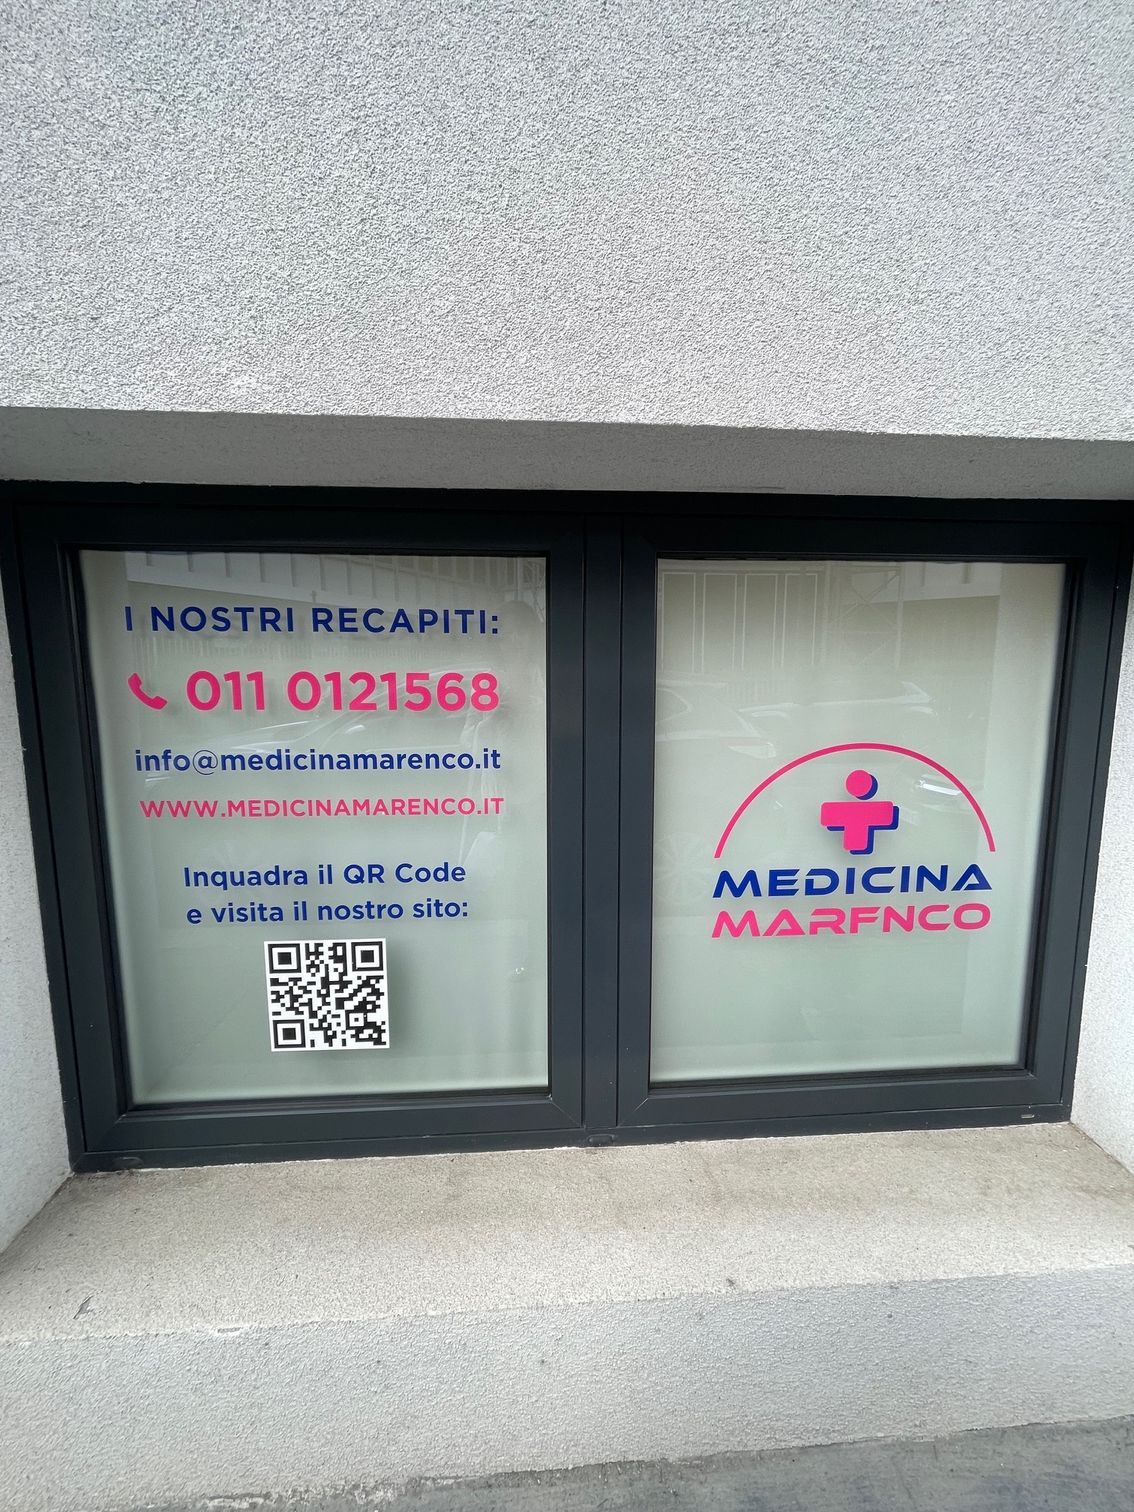 I NOSTRI RECAPITI:
011 0121568
info@medicinamarenco.it
WWW.MEDICINAMARENCO.IT
Inquadra il QR Code
e visita il nostro sito:
MEDICINA
MARFNCO